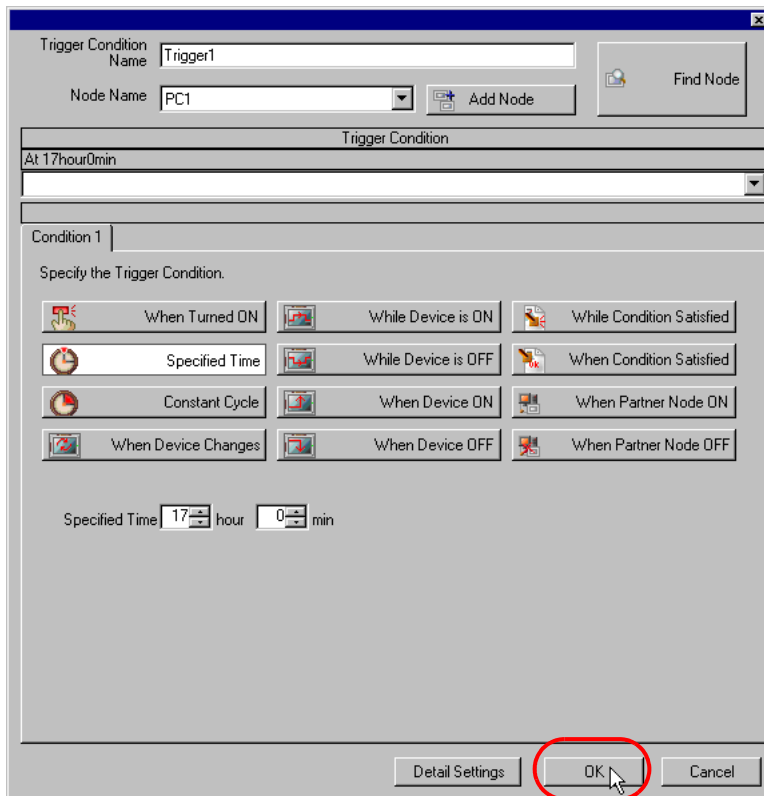 Trigger Condition
Name
Trigger1
Find Node
Node Name
PC1
Add Node
Trigger Condition
At 17hour0min
Condition 1
Specify the Trigger Condition.
When Turned ON
While Device is ON
While Condition Satisfied
Specified Time
While Device is OFF
When Condition Satisfied
Constant Cycle
When Device ON
When Partner Node ON
When Device Changes
When Device OFF
When Partner Node OFF
Specified Time 17 hour 0 min
Detail Settings
OK
Cancel